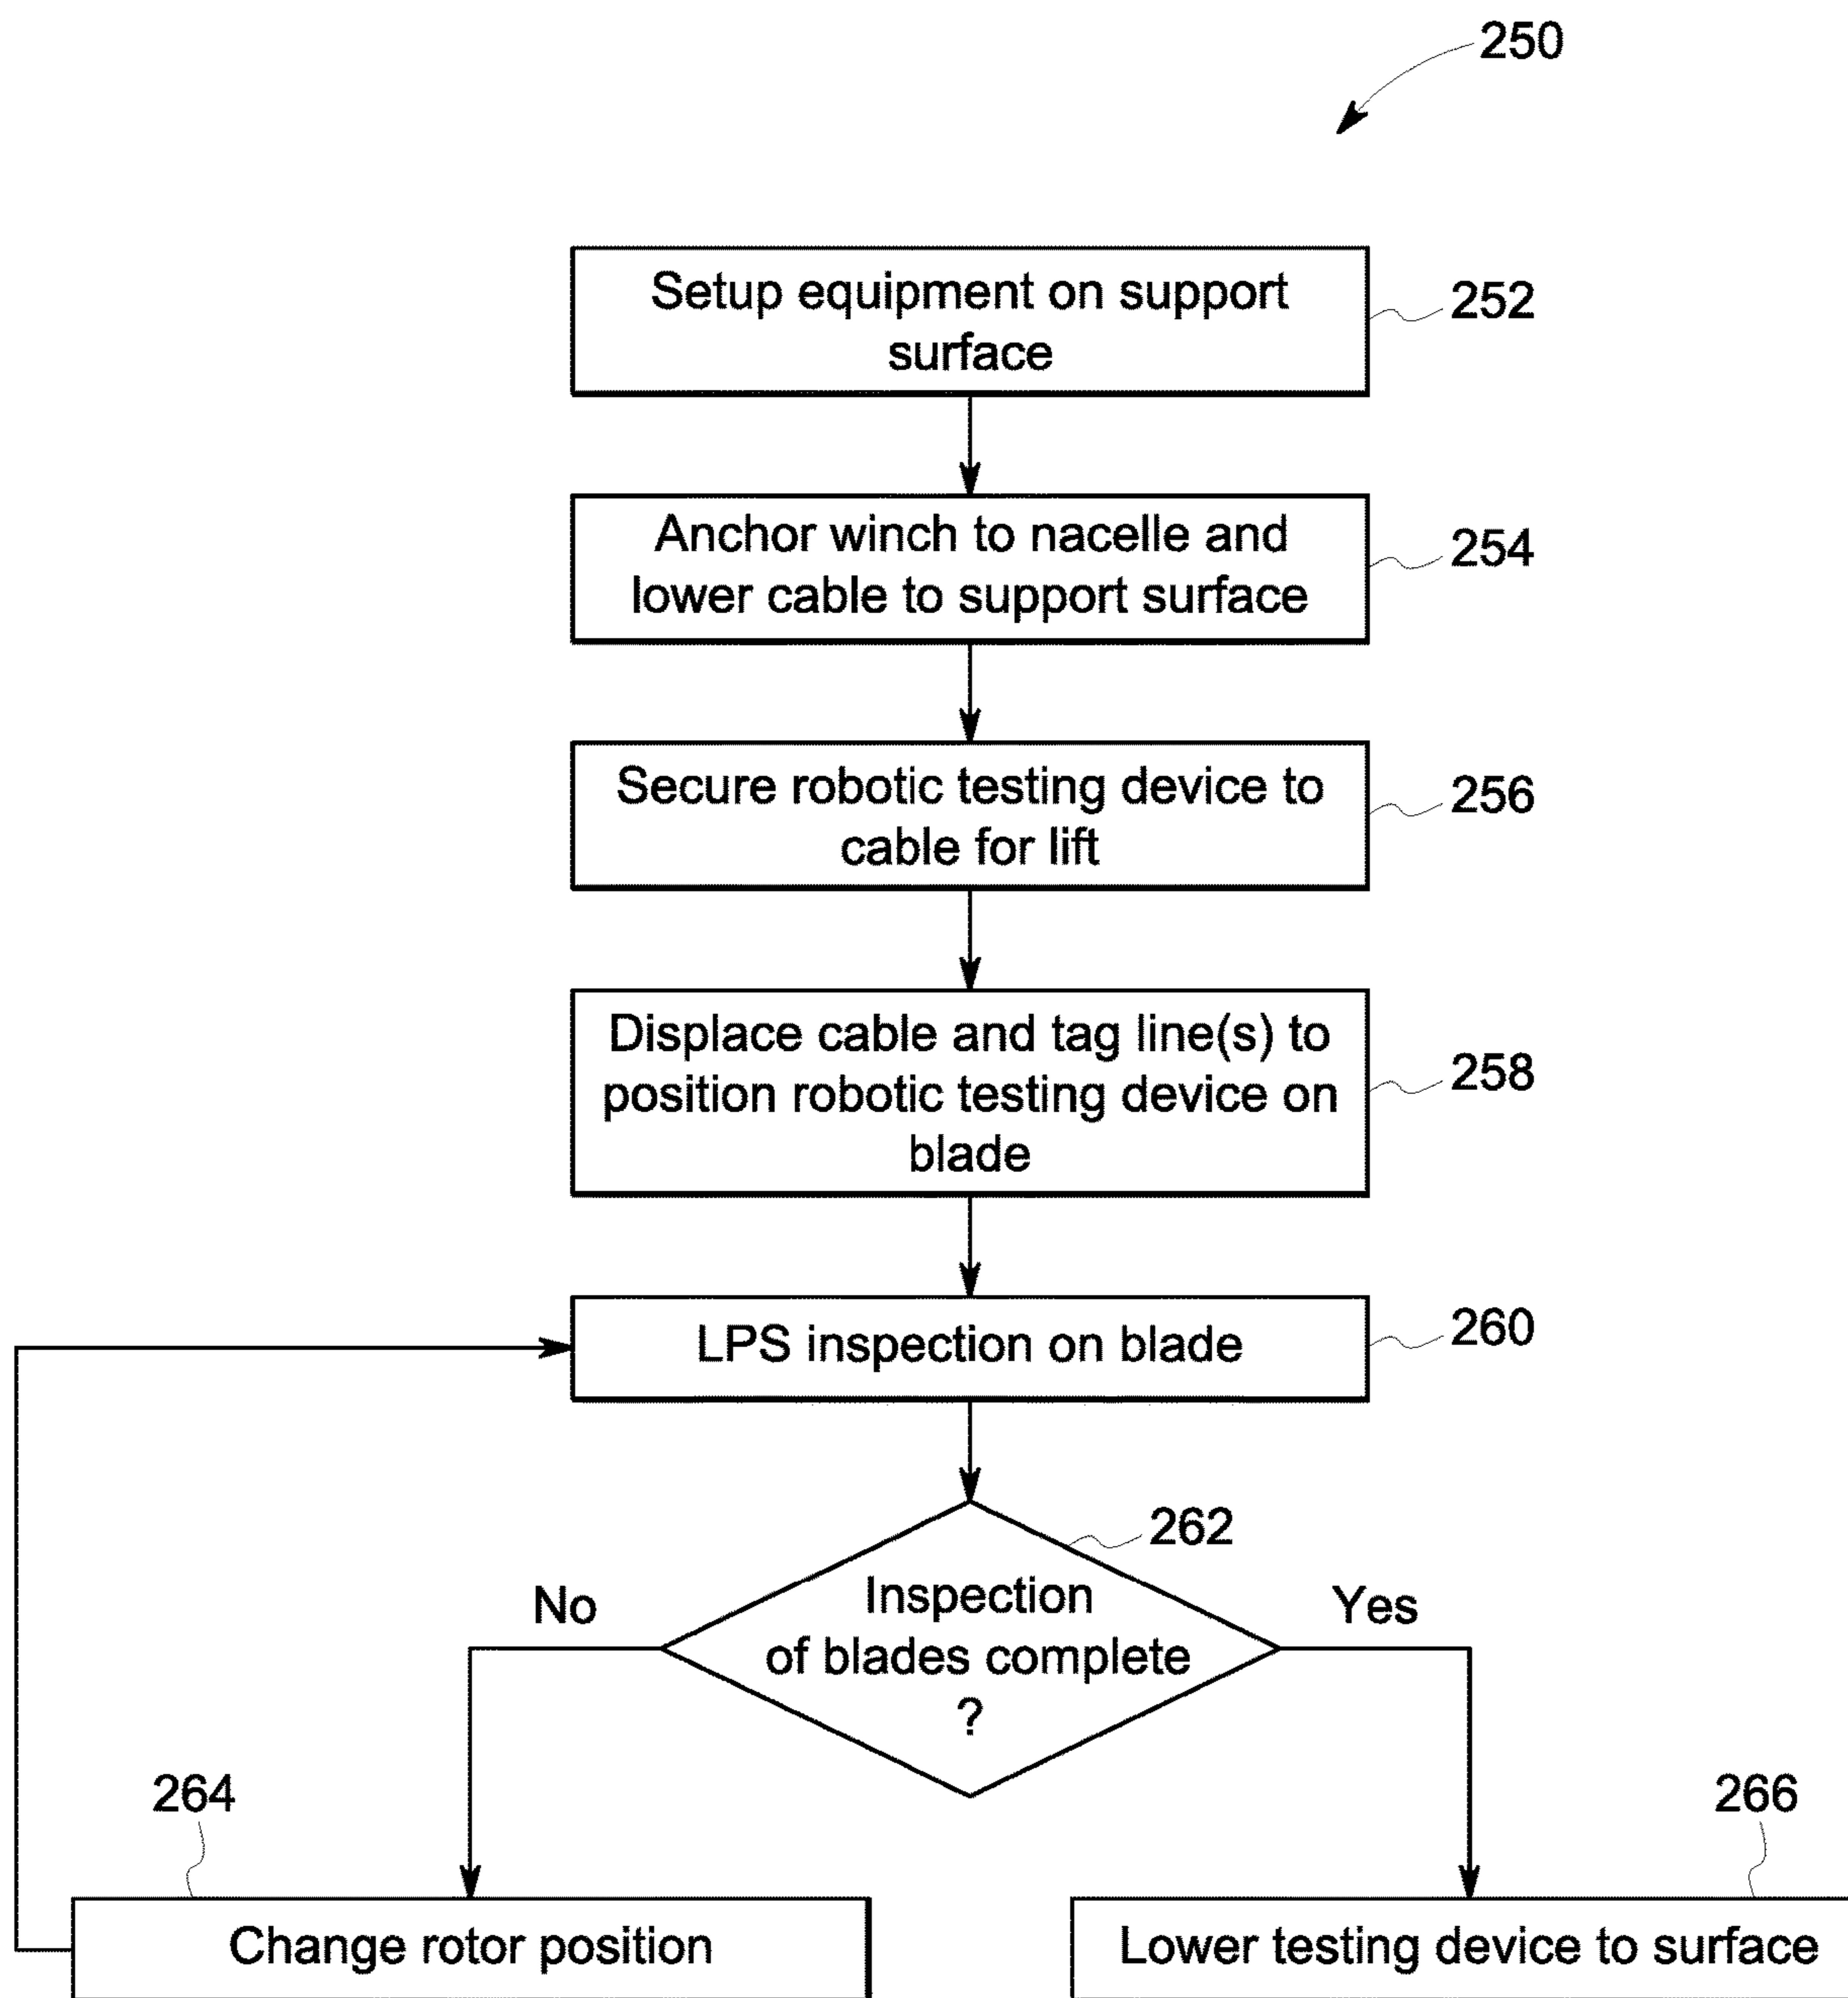 250
Setup equipment on support
surface
252
Anchor winch to nacelle and
lower cable to support surface
254
Secure robotic testing device to
cable for lift
256
Displace cable and tag line(s) to
position robotic testing device on
blade
258
LPS inspection on blade
260
262
Inspection
of blades complete
?
No
Yes
264
Change rotor position
266
Lower testing device to surface